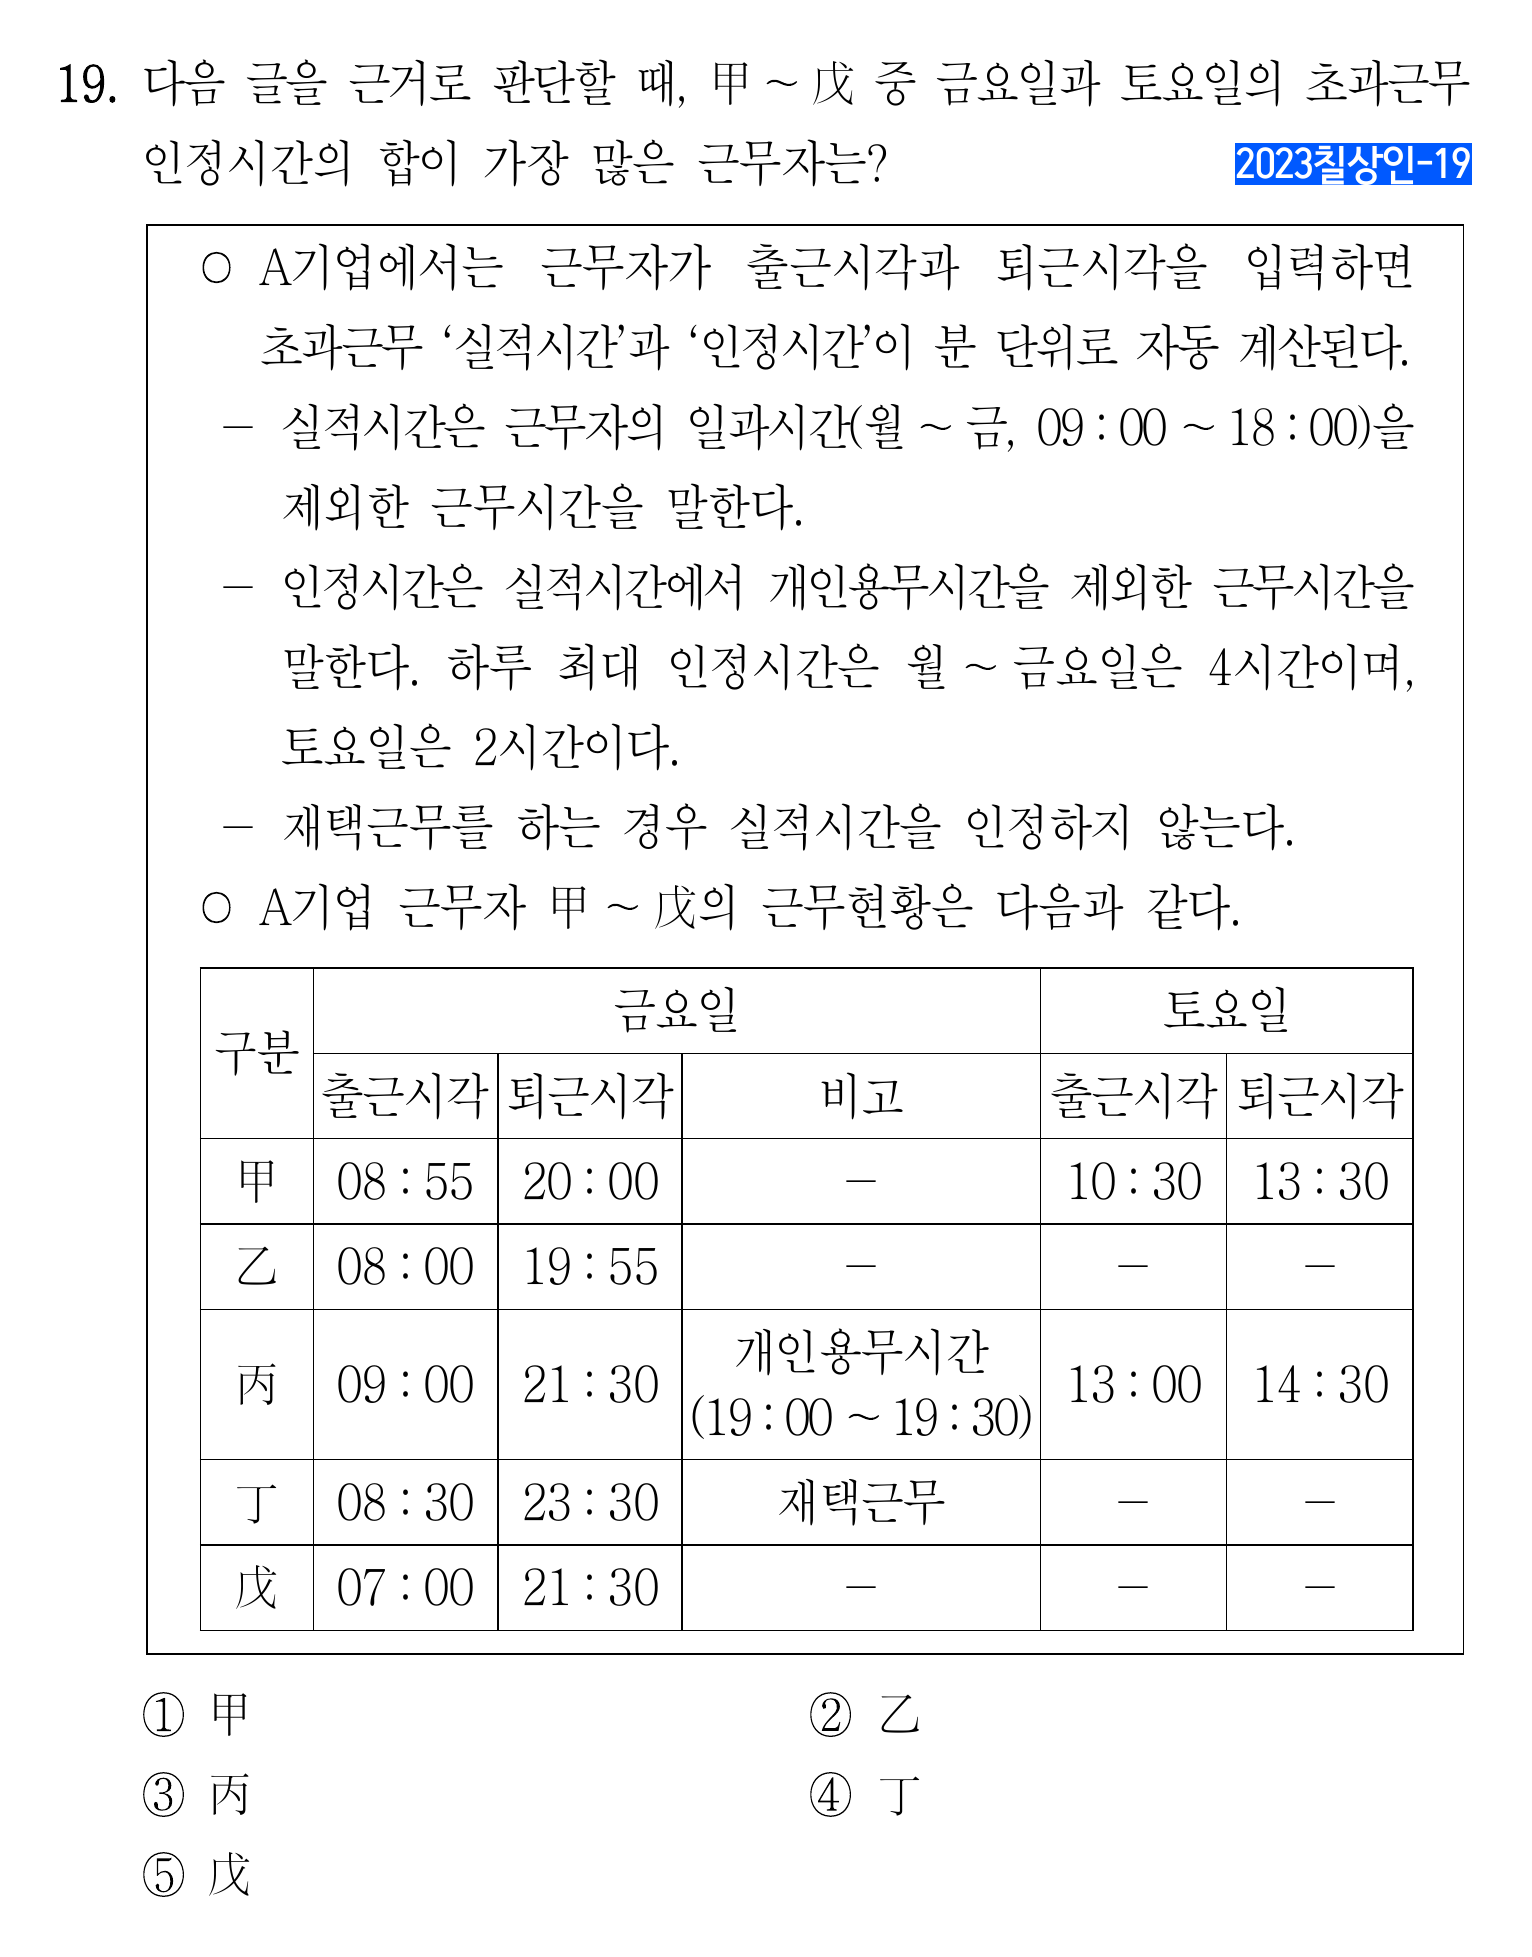 19. 다음 글을 근거로 판단할 때, 甲 ~ 戊 중 금요일과 토요일의 초과근무
인정시간의 합이 가장 많은 근무자는?
2023칠상인-19
○ A기업에서는 근무자가 출근시각과 퇴근시각을 입력하면
초과근무 ‘실적시간’과 ‘인정시간’이 분 단위로 자동 계산된다.
- 실적시간은 근무자의 일과시간(월 ~ 금, 09 : 00 ~ 18 : 00)을
제외한 근무시간을 말한다.
- 인정시간은 실적시간에서 개인용무시간을 제외한 근무시간을
말한다. 하루 최대 인정시간은 월 ~ 금요일은 4시간이며,
토요일은 2시간이다.
- 재택근무를 하는 경우 실적시간을 인정하지 않는다.
○ A기업 근무자 甲 ~ 戊의 근무현황은 다음과 같다.
구분 금요일 토요일
출근시각 퇴근시각 비고 출근시각 퇴근시각
甲 08 : 55 20 : 00 - 10 : 30 13 : 30
乙 08 : 00 19 : 55 - - -
丙 09 : 00 21 : 30 개인용무시간 (19 : 00 ~ 19 : 30) 13 : 00 14 : 30
丁 08 : 30 23 : 30 재택근무 - -
戊 07 : 00 21 : 30 - - -
① 甲 ② 乙
③ 丙 ④ 丁
⑤ 戊